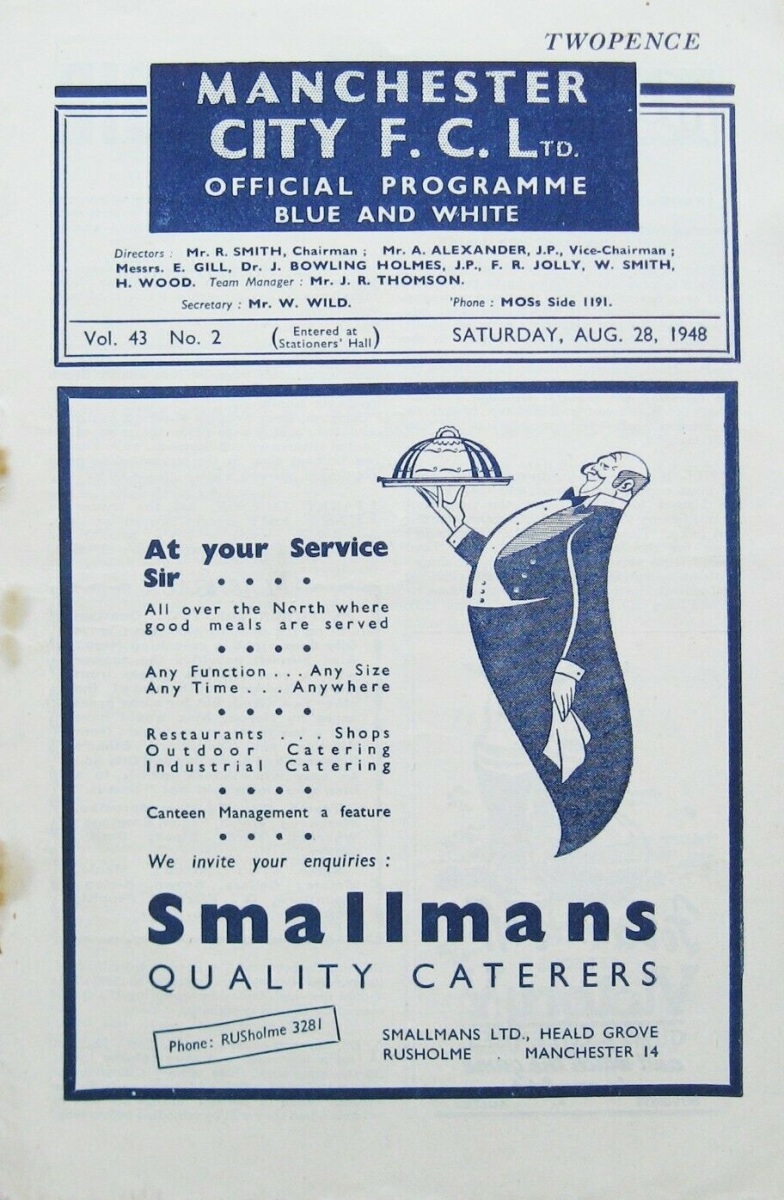 TWOPENCE
MANCHESTER
CITY F. C. LTD.
OFFICIAL PROGRAMME
BLUE AND WHITE
Directors : Mr. R. SMITH, Chairman ; Mr. A. ALEXANDER, J.P., Vice-Chairman ;
Messrs. E. GILL, Dr. J. BOWLING HOLMES, J.P., F. R. JOLLY, W. SMITH,
H. WOOD. Team Manager : Mr. J. R. THOMSON.
Secretary : Mr. W. WILD. 'Phone : MOSs Side 1191.
Vol. 43 No. 2 (Entered at Stationers' Hall) SATURDAY, AUG. 28, 1948
At your Service
Sir . . . .
All over the North where
good meals are served
. . . .
Any Function . . . Any Size
Any Time . . . Anywhere
. . . .
Restaurants . . . Shops
Outdoor Catering
Industrial Catering
. . . .
Canteen Management a feature
. . . .
We invite your enquiries :
Smallmans
QUALITY CATERERS
Phone: RUSholme 3281
SMALLMANS LTD., HEALD GROVE
RUSHOLME . MANCHESTER 14